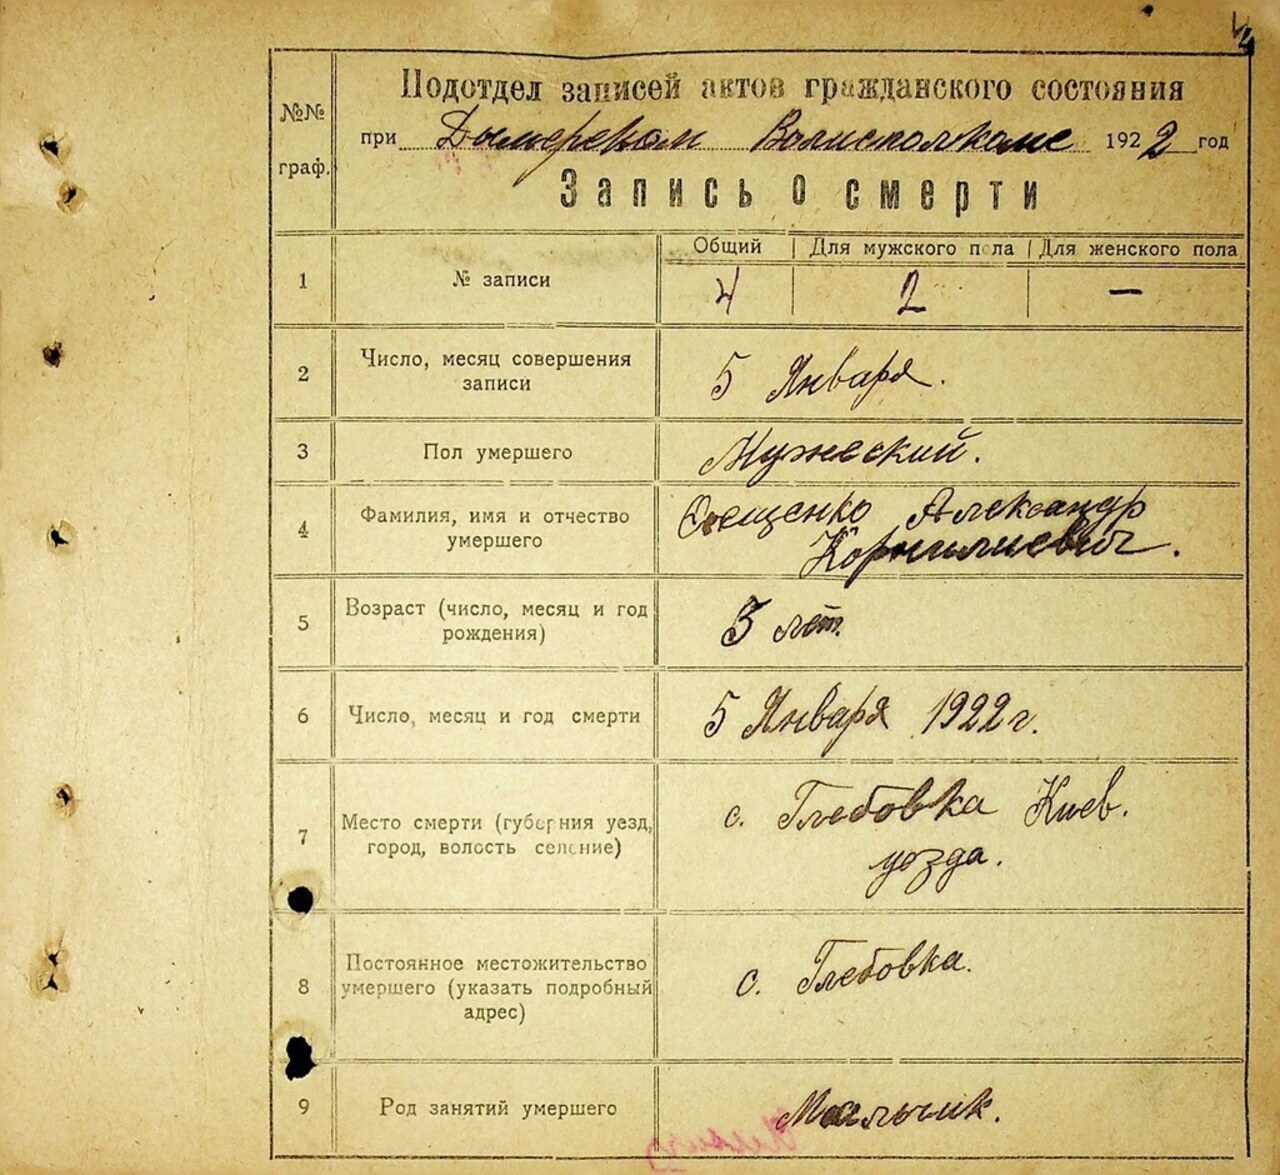 Подотдел записей актов гражданского состояния
№№ граф.
при Дымерском Волисполкоме 1922 год
Запись о смерти
Общий Для мужского пола Для женского пола
1 № записи 4 2 —
2 Число, месяц совершения
записи
5 Января.
3 Пол умершего Мужеский.
4 Фамилия, имя и отчество
умершего
Александр
Корнилиевич.
5 Возраст (число, месяц и год
рождения)
3 лет.
6 Число, месяц и год смерти 5 Января 1922 г.
7 Место смерти (губерния уезд,
город, волость селение)
с. Глебовка Киев.
уезда.
8 Постоянное местожительство
умершего (указать подробный
адрес)
с. Глебовка.
9 Род занятий умершего Мальчик.